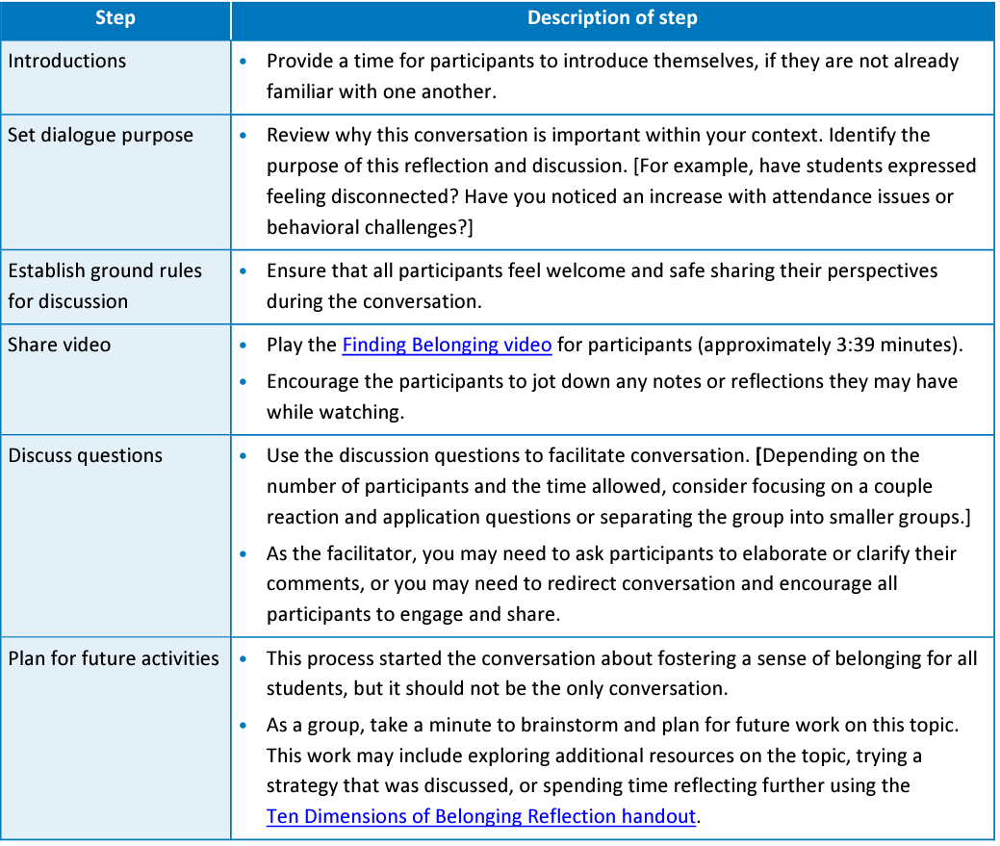 Step
Description of step
Introductions
• Provide a time for participants to introduce themselves, if they are not already
familiar with one another.
Set dialogue purpose
• Review why this conversation is important within your context. Identify the
purpose of this reflection and discussion. [For example, have students expressed
feeling disconnected? Have you noticed an increase with attendance issues or
behavioral challenges?]
Establish ground rules
for discussion
• Ensure that all participants feel welcome and safe sharing their perspectives
during the conversation.
Share video
• Play the Finding Belonging video for participants (approximately 3:39 minutes).
• Encourage the participants to jot down any notes or reflections they may have
while watching.
Discuss questions
• Use the discussion questions to facilitate conversation. [Depending on the
number of participants and the time allowed, consider focusing on a couple
reaction and application questions or separating the group into smaller groups.]
• As the facilitator, you may need to ask participants to elaborate or clarify their
comments, or you may need to redirect conversation and encourage all
participants to engage and share.
Plan for future activities
• This process started the conversation about fostering a sense of belonging for all
students, but it should not be the only conversation.
• As a group, take a minute to brainstorm and plan for future work on this topic.
This work may include exploring additional resources on the topic, trying a
strategy that was discussed, or spending time reflecting further using the
Ten Dimensions of Belonging Reflection handout.